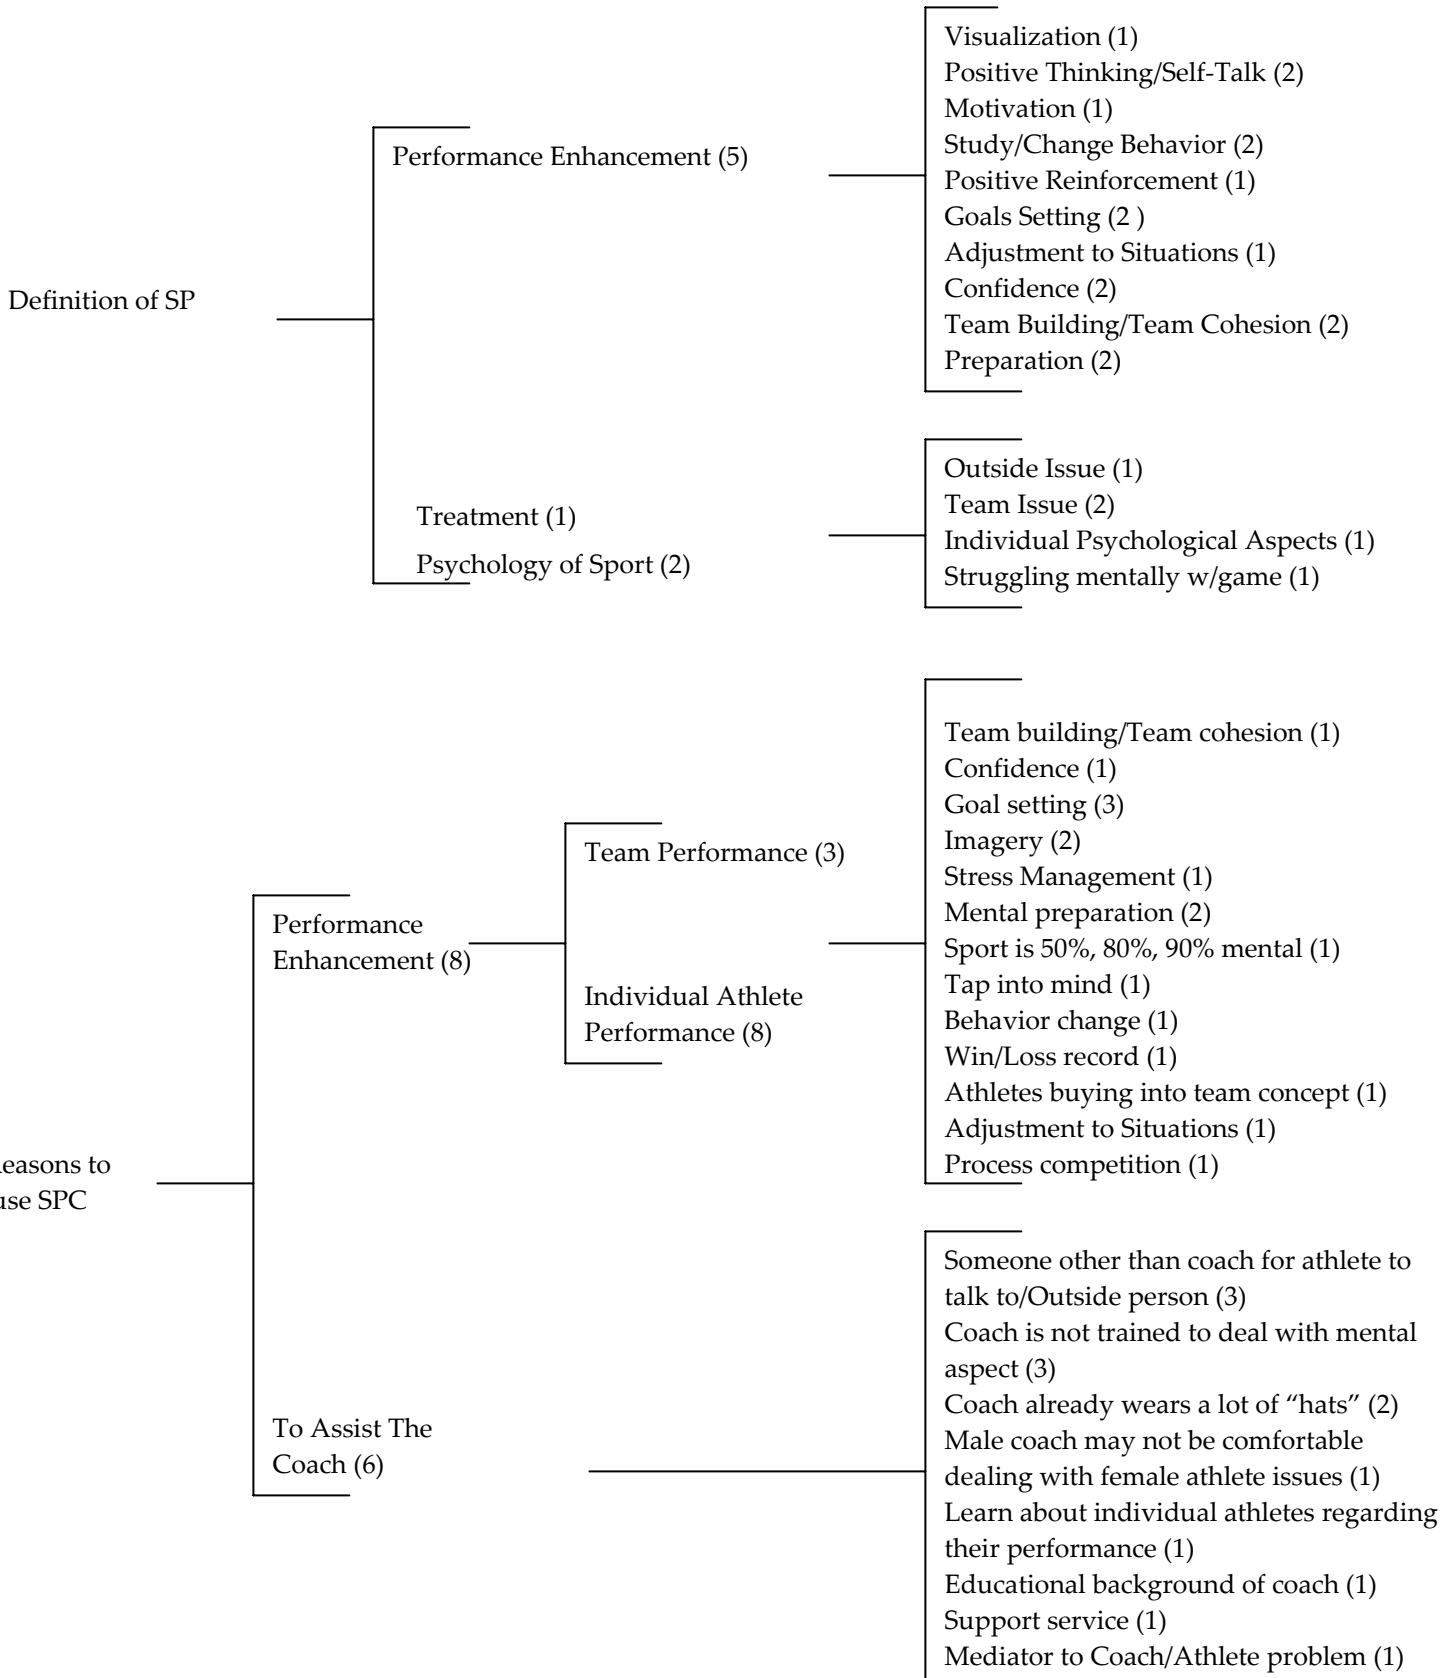 Visualization (1)
Positive Thinking/Self-Talk (2)
Motivation (1)
Study/Change Behavior (2)
Performance Enhancement (5)
Positive Reinforcement (1)
Goals Setting (2 )
Adjustment to Situations (1)
Definition of SP
Confidence (2)
Team Building/Team Cohesion (2)
Preparation (2)
Outside Issue (1)
Treatment (1)
Team Issue (2)
Individual Psychological Aspects (1)
Psychology of Sport (2)
Struggling mentally w/game (1)
Team building/Team cohesion (1)
Confidence (1)
Goal setting (3)
Imagery (2)
Team Performance (3)
Stress Management (1)
Performance
Enhancement (8)
Mental preparation (2)
Sport is 50%, 80%, 90% mental (1)
Individual Athlete
Performance (8)
Tap into mind (1)
Behavior change (1)
Win/Loss record (1)
Athletes buying into team concept (1)
Adjustment to Situations (1)
Process competition (1)
easons to
use SPC
Someone other than coach for athlete to
talk to/Outside person (3)
Coach is not trained to deal with mental
aspect (3)
Coach already wears a lot of “hats” (2)
To Assist The
Coach (6)
Male coach may not be comfortable
dealing with female athlete issues (1)
Learn about individual athletes regarding
their performance (1)
Educational background of coach (1)
Support service (1)
Mediator to Coach/Athlete problem (1)